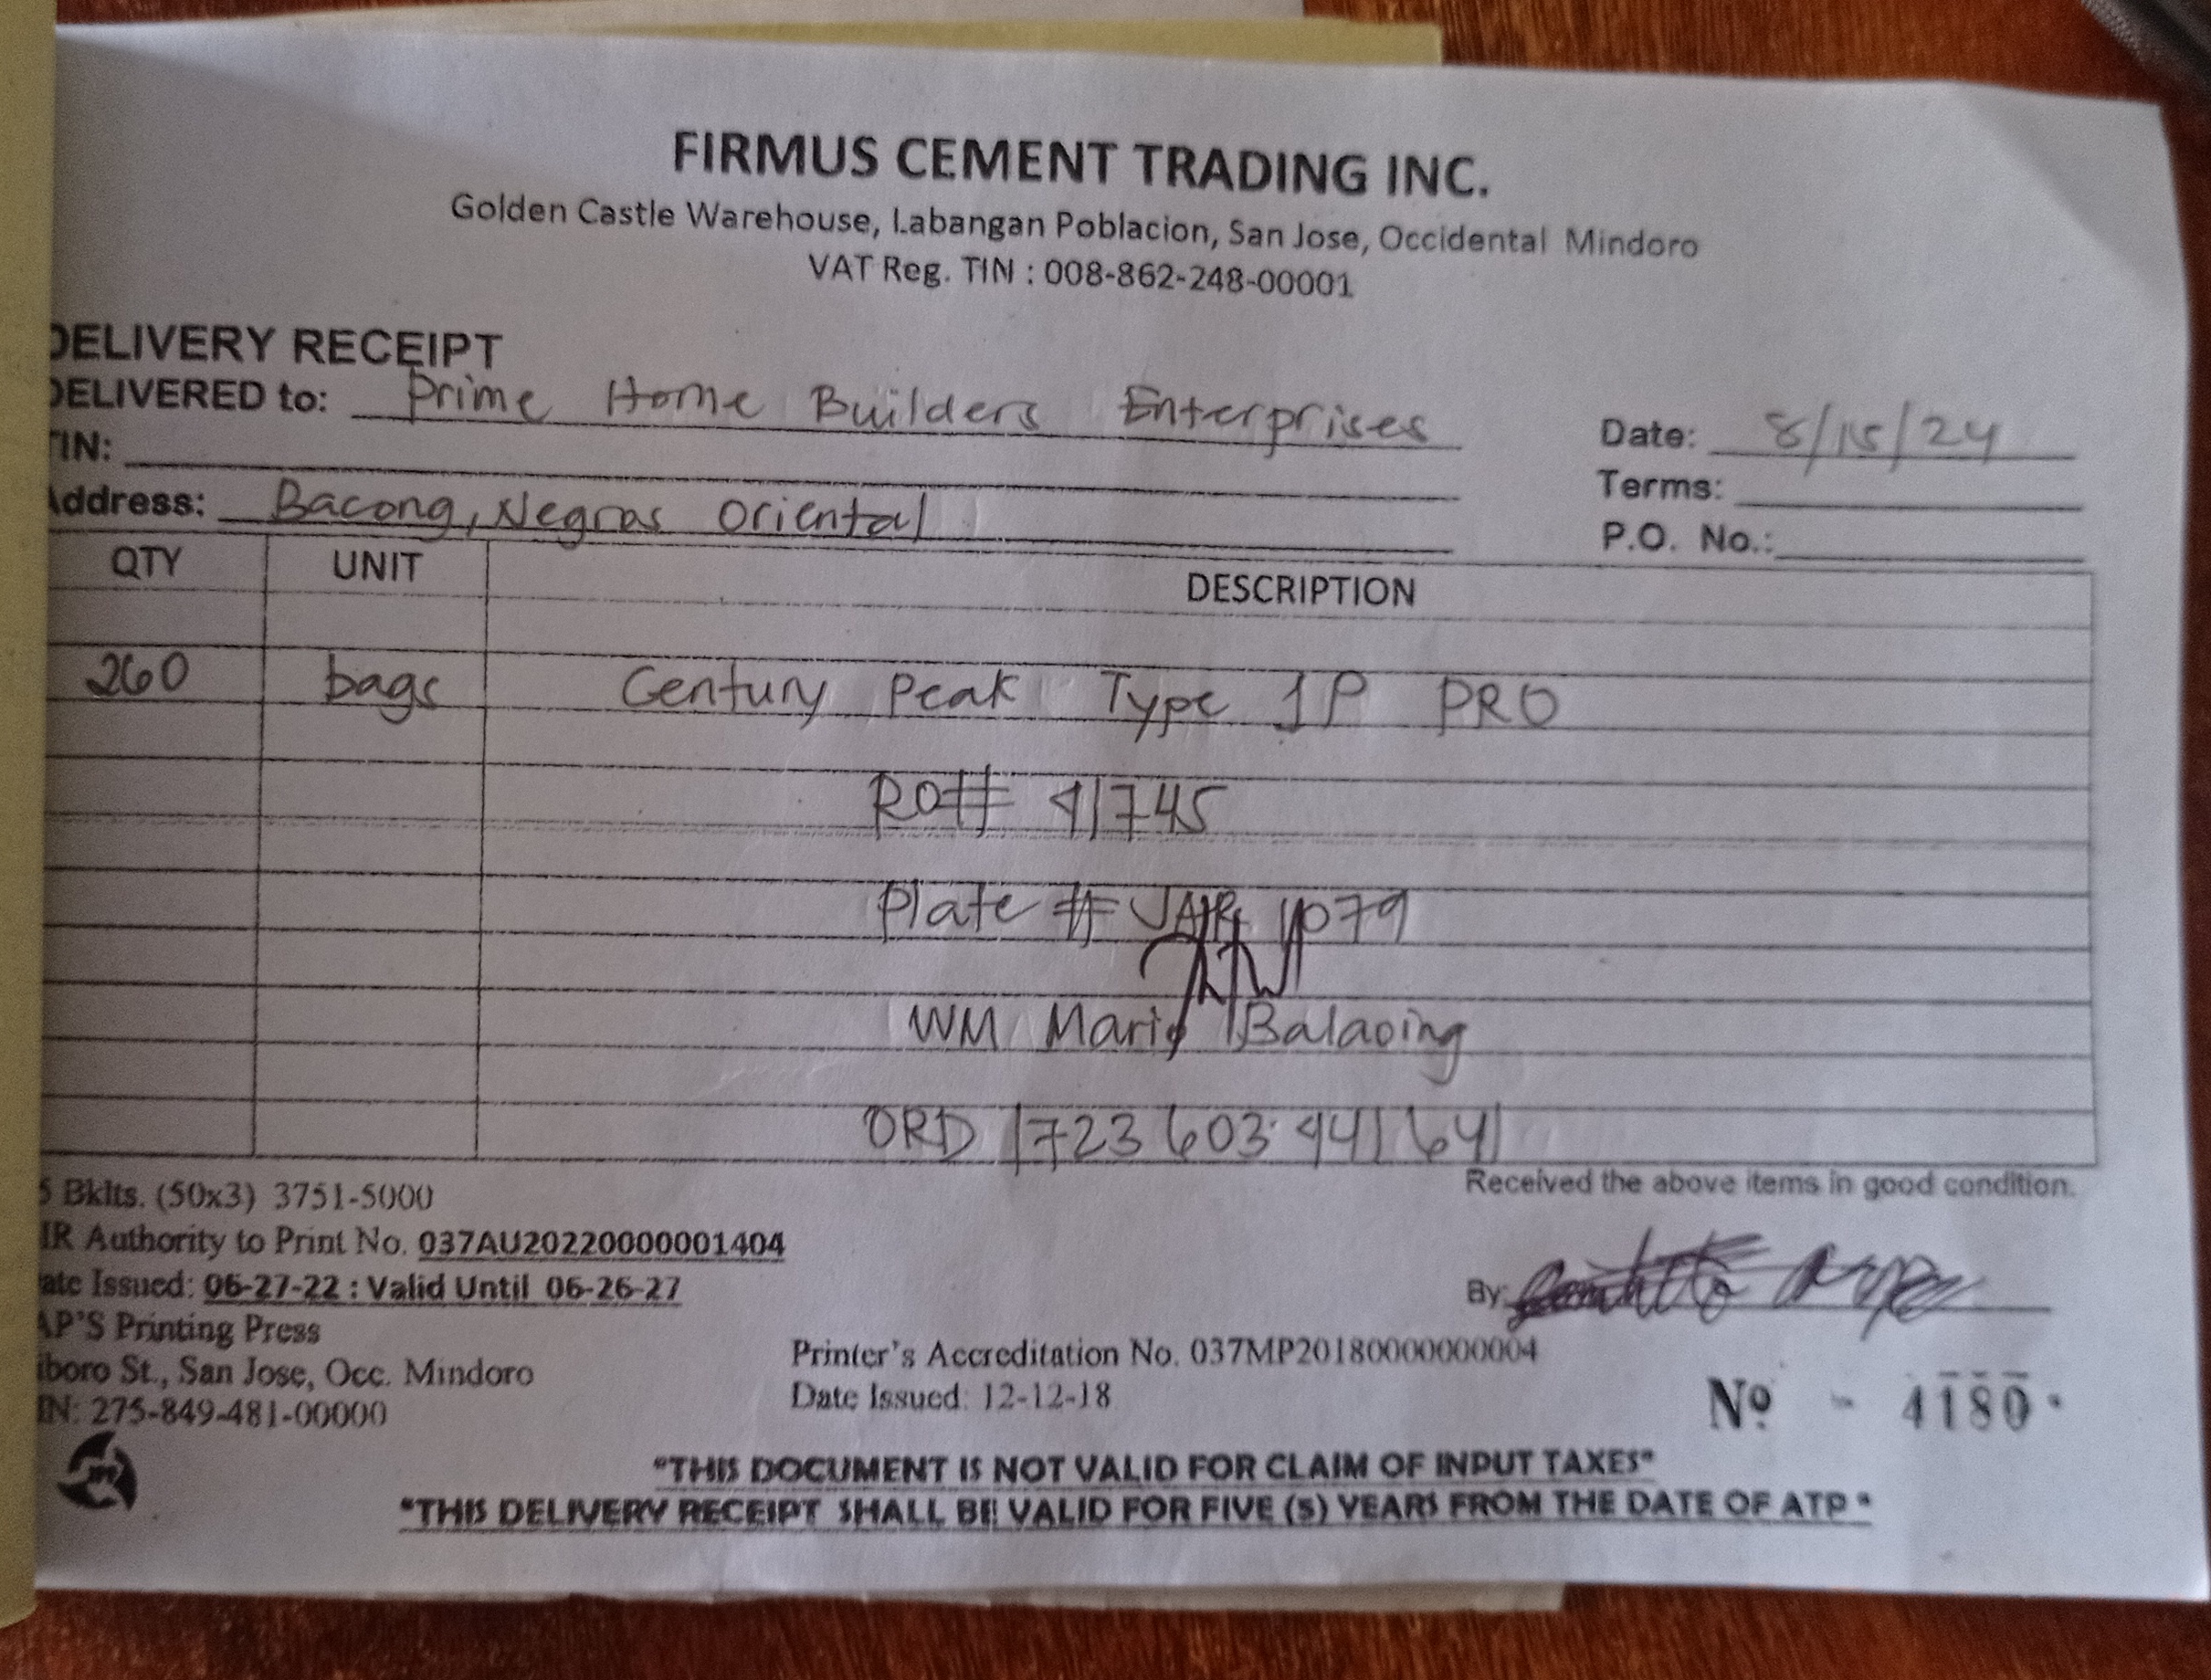 FIRMUS CEMENT TRADING INC.
Golden Castle Warehouse, Labangan Poblacion, San Jose, Occidental Mindoro
VAT Reg. TIN : 008-862-248-00001
DELIVERY RECEIPT
DELIVERED to: Prime Home Builders Enterprises
Date: 8/15/24
TIN:
Terms:
Address: Bacong, Negros Oriental
P.O. No.:
QTY UNIT DESCRIPTION
260 bags Century Peak Type 1P PRO
RO# 41745
Plate # 1079
WM Mario Balaoing
ORD 1723 603 441 641
5 Bklts. (50x3) 3751-5000
Received the above items in good condition.
IR Authority to Print No. 037AU20220000001404
ate Issued: 06-27-22 : Valid Until 06-26-27
By:
AP'S Printing Press
Printer's Accreditation No. 037MP20180000000004
boro St., San Jose, Occ. Mindoro
Date Issued: 12-12-18
IN: 275-849-481-00000
Nº - 4180
"THIS DOCUMENT IS NOT VALID FOR CLAIM OF INPUT TAXES"
"THIS DELIVERY RECEIPT SHALL BE VALID FOR FIVE (5) YEARS FROM THE DATE OF ATP"